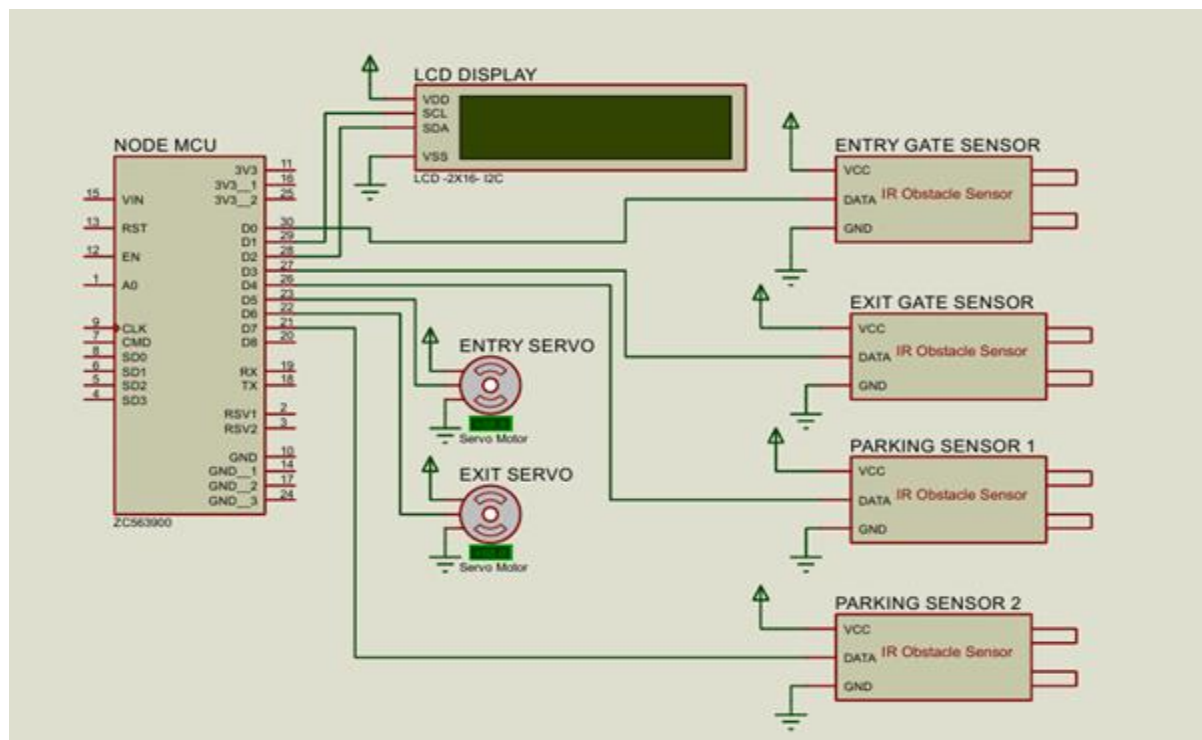 LCD DISPLAY
VDD
SCL
SDA
VSS
LCD -2X16- I2C
NODE MCU
15 VIN
13 RST
12 EN
1 A0
9 CLK
7 CMD
8 SD0
6 SD1
5 SD2
4 SD3
3V3 11
3V3__1 16
3V3__2 25
D0 30
D1 29
D2 28
D3 27
D4 26
D5 23
D6 22
D7 21
D8 20
RX 19
TX 18
RSV1 2
RSV2 3
GND 10
GND__1 14
GND__2 17
GND__3 24
ZC563900
ENTRY SERVO
Servo Motor
EXIT SERVO
Servo Motor
ENTRY GATE SENSOR
VCC
DATA IR Obstacle Sensor
GND
EXIT GATE SENSOR
VCC
DATA IR Obstacle Sensor
GND
PARKING SENSOR 1
VCC
DATA IR Obstacle Sensor
GND
PARKING SENSOR 2
VCC
DATA IR Obstacle Sensor
GND